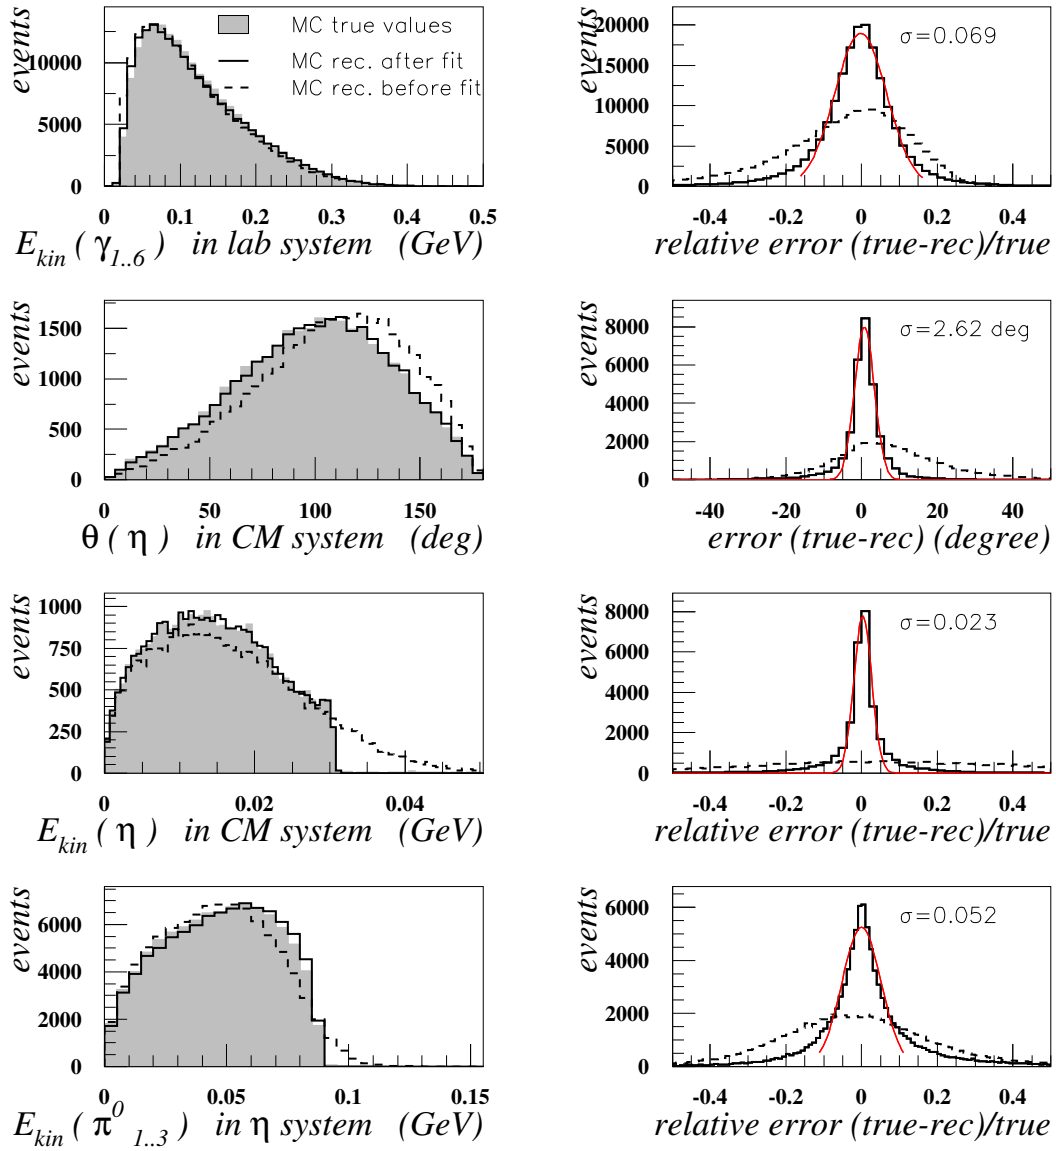 events
10000
5000
0
0 0.1 0.2 0.3 0.4 0.5
E_kin ( γ_1..6 ) in lab system (GeV)
MC true values
MC rec. after fit
MC rec. before fit
events
20000
15000
10000
5000
0
-0.4 -0.2 0 0.2 0.4
relative error (true-rec)/true
σ=0.069
events
1500
1000
500
0
0 50 100 150
θ ( η ) in CM system (deg)
events
8000
6000
4000
2000
0
-40 -20 0 20 40
error (true-rec) (degree)
σ=2.62 deg
events
1000
750
500
250
0
0 0.02 0.04
E_kin ( η ) in CM system (GeV)
events
8000
6000
4000
2000
0
-0.4 -0.2 0 0.2 0.4
relative error (true-rec)/true
σ=0.023
events
6000
4000
2000
0
0 0.05 0.1 0.15
E_kin ( π^0_1..3 ) in η system (GeV)
events
6000
4000
2000
0
-0.4 -0.2 0 0.2 0.4
relative error (true-rec)/true
σ=0.052